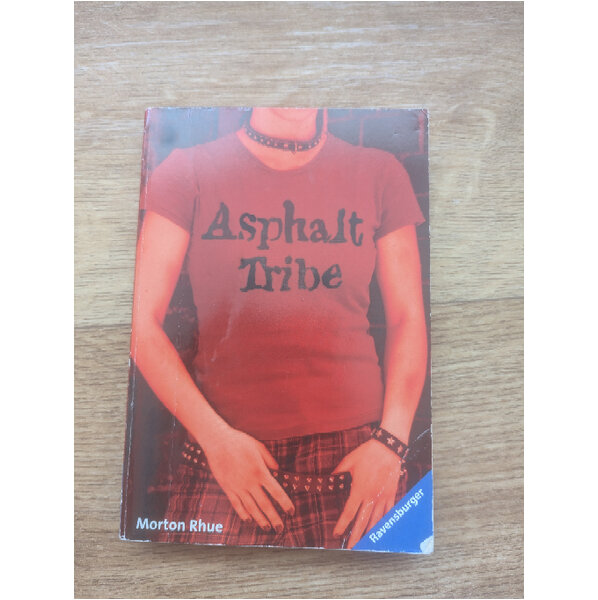 Asphalt
Tribe
Morton Rhue
Ravensburger